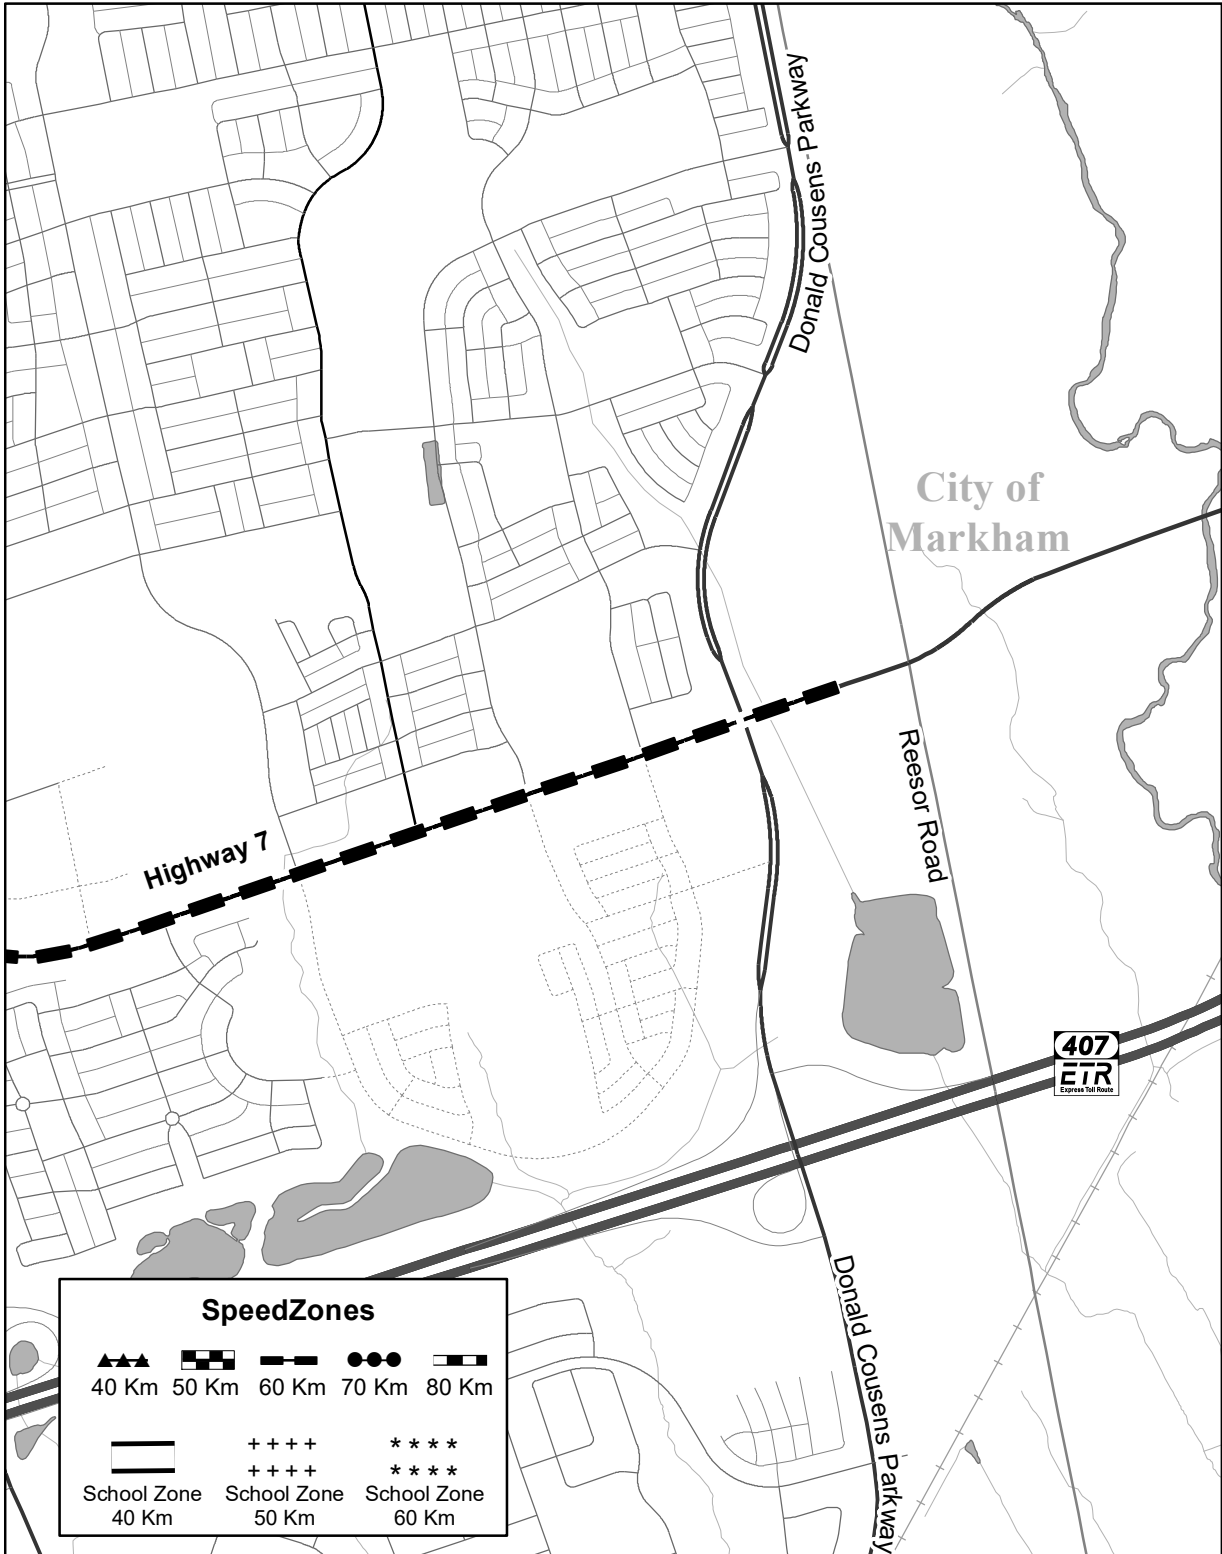 Donald Cousens Parkway
City of
Markham
Reesor Road
Highway 7
407
ETR
Express Toll Route
Donald Cousens Parkway
SpeedZones
40 Km 50 Km 60 Km 70 Km 80 Km
School Zone School Zone School Zone
40 Km 50 Km 60 Km